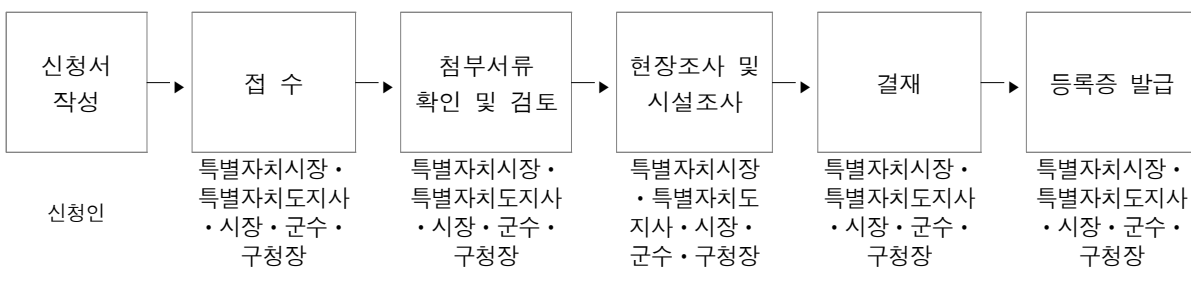 신청서
작성
접 수
첨부서류
확인 및 검토
현장조사 및
시설조사
결재
등록증 발급
신청인
특별자치시장・
특별자치도지사
・시장・군수・
구청장
특별자치시장・
특별자치도지사
・시장・군수・
구청장
특별자치시장
・특별자치도
지사・시장・
군수・구청장
특별자치시장・
특별자치도지사
・시장・군수・
구청장
특별자치시장・
특별자치도지사
・시장・군수・
구청장